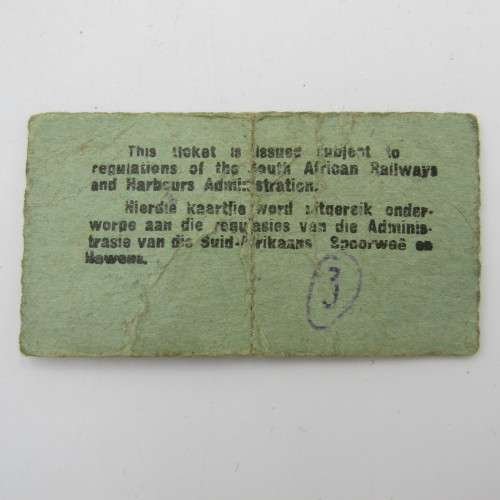 This ticket is issued subject to
regulations of the South African Railways
and Harbours Administration.
Hierdie kaartjie word uitgereik onder-
worpe aan die regulasies van die Adminis-
trasie van die Suid-Afrikaans Spoorweë en
Hawens.
3